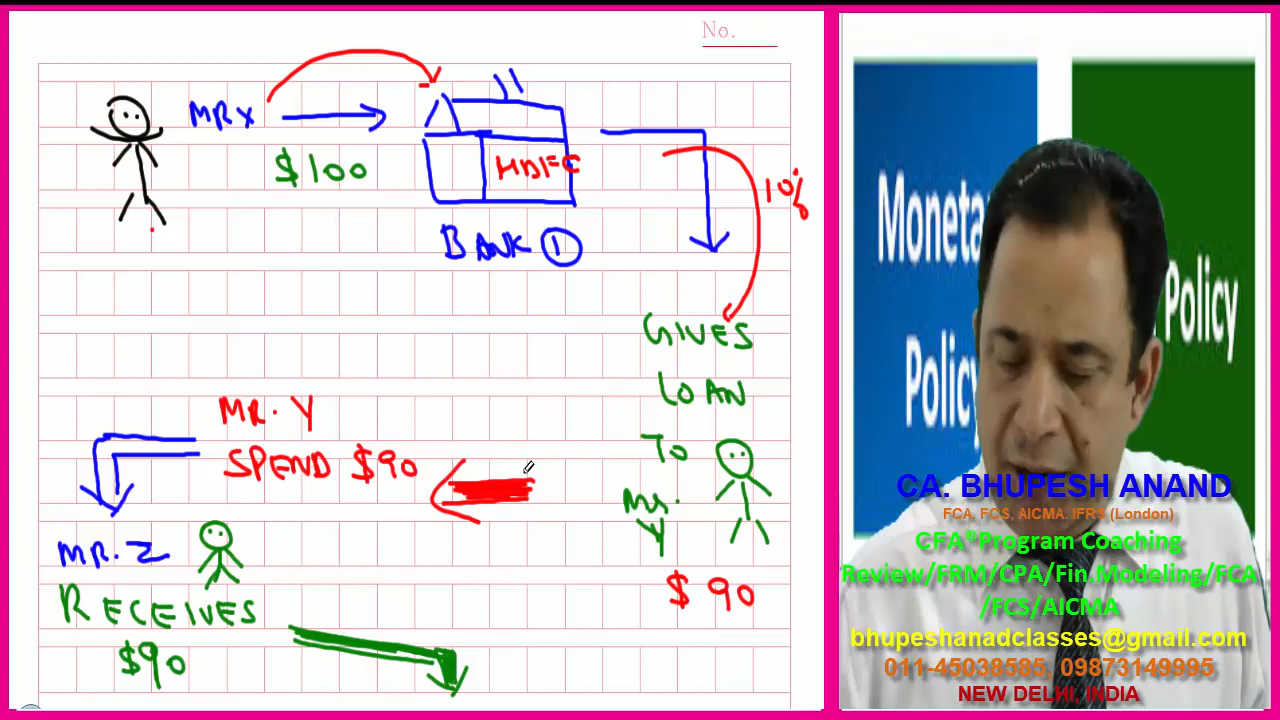 No.
MR X
$100
HDFC
BANK ①
10%
GIVES
LOAN
TO
MR.
Y
$ 90
MR. Y
SPEND $90
MR. Z
RECEIVES
$90
Moneta
Policy
Policy
CA. BHUPESH ANAND
FCA, FCS, AICMA. IFRS (London)
CFA®Program Coaching
Review/FRM/CPA/Fin.Modeling/FCA
/FCS/AICMA
bhupeshanadclasses@gmail.com
011-45038585, 09873149995
NEW DELHI, INDIA